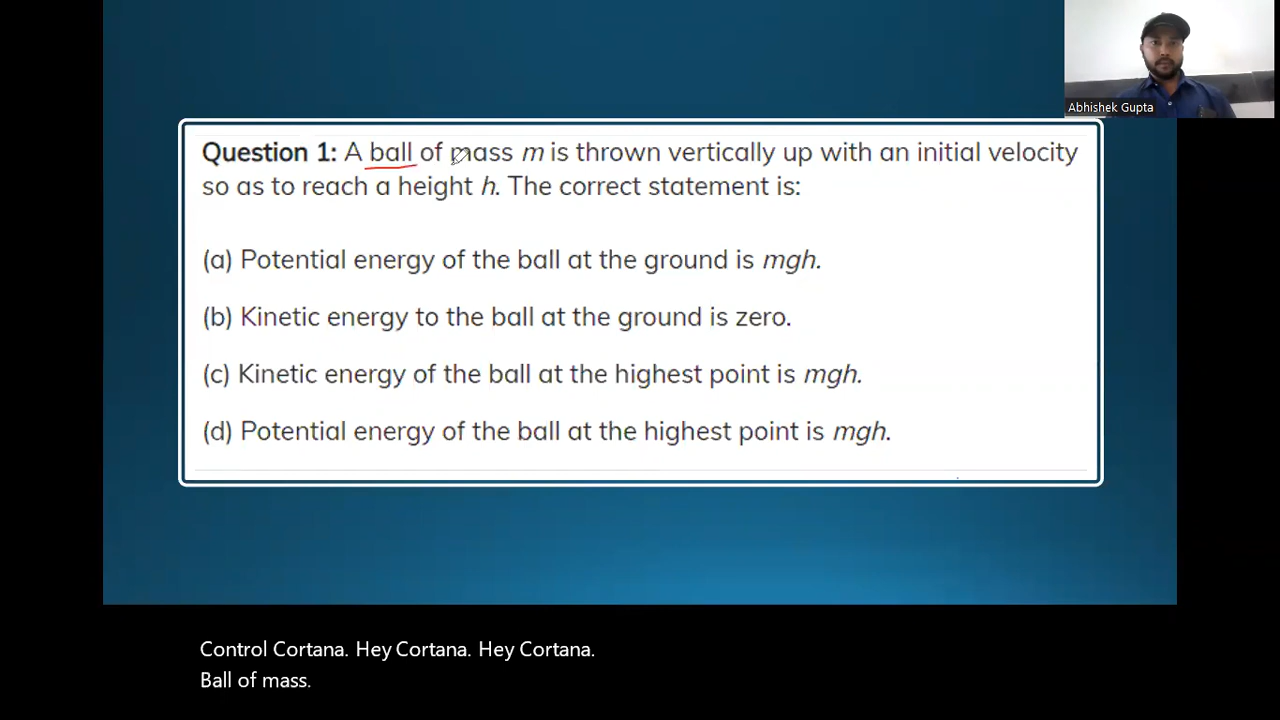 Abhishek Gupta
Question 1: A ball of mass m is thrown vertically up with an initial velocity
so as to reach a height h. The correct statement is:
(a) Potential energy of the ball at the ground is mgh.
(b) Kinetic energy to the ball at the ground is zero.
(c) Kinetic energy of the ball at the highest point is mgh.
(d) Potential energy of the ball at the highest point is mgh.
Control Cortana. Hey Cortana. Hey Cortana.
Ball of mass.